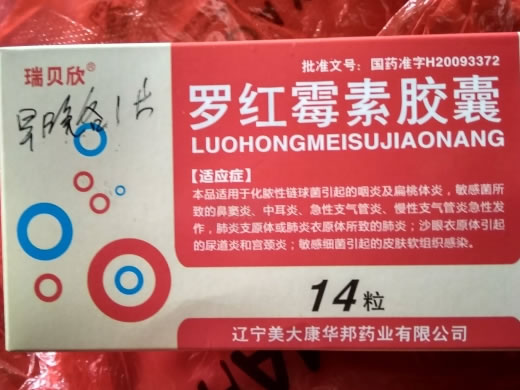 瑞贝欣®
早晚各1片
批准文号：国药准字H20093372
罗红霉素胶囊
LUOHONGMEISUJIAONANG
【适应症】
本品适用于化脓性链球菌引起的咽炎及扁桃体炎，敏感菌所
致的鼻窦炎、中耳炎、急性支气管炎、慢性支气管炎急性发
作，肺炎支原体或肺炎衣原体所致的肺炎；沙眼衣原体引起
的尿道炎和宫颈炎；敏感细菌引起的皮肤软组织感染。
14粒
辽宁美大康华邦药业有限公司